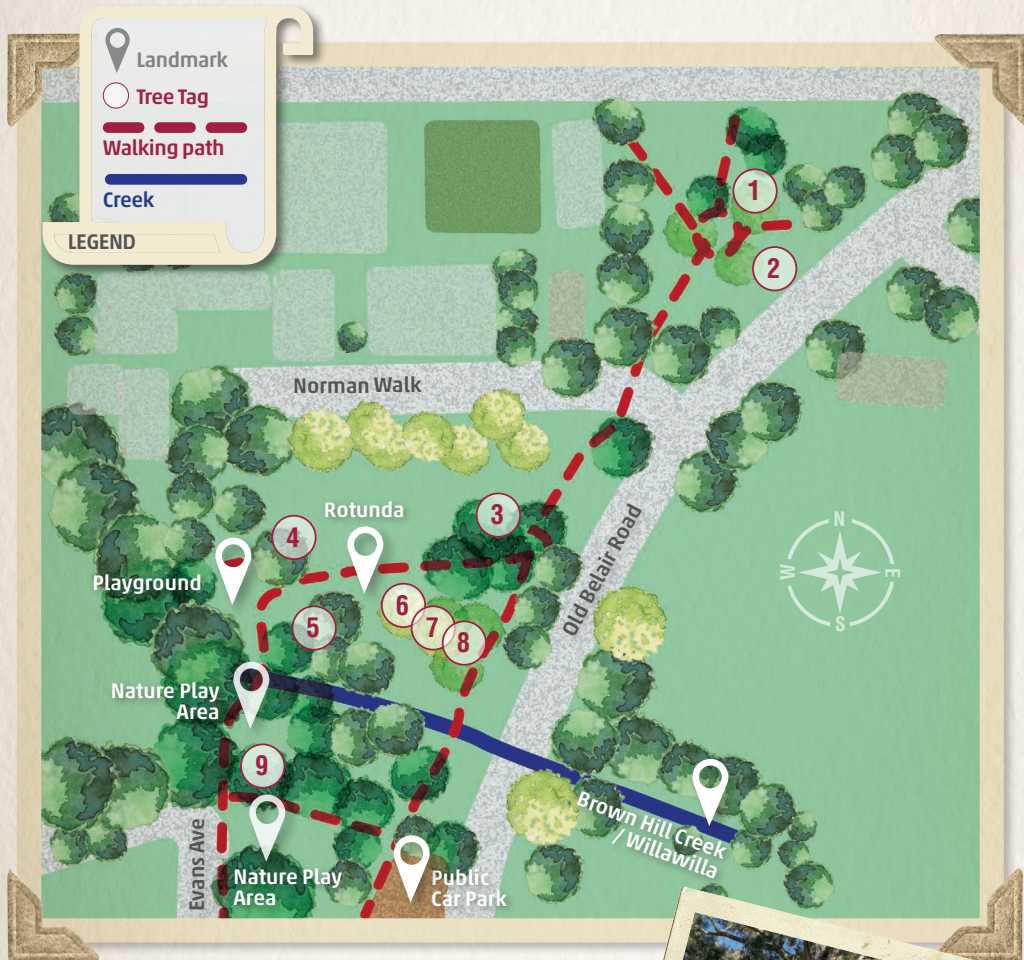 Landmark
Tree Tag
Walking path
Creek
LEGEND
1
2
Norman Walk
3
Rotunda
4
Playground
N
W
E
S
Old Belair Road
6
5
7
8
Nature Play
Area
9
Brown Hill Creek
/ Willawilla
Evans Ave
Nature Play
Area
Public
Car Park